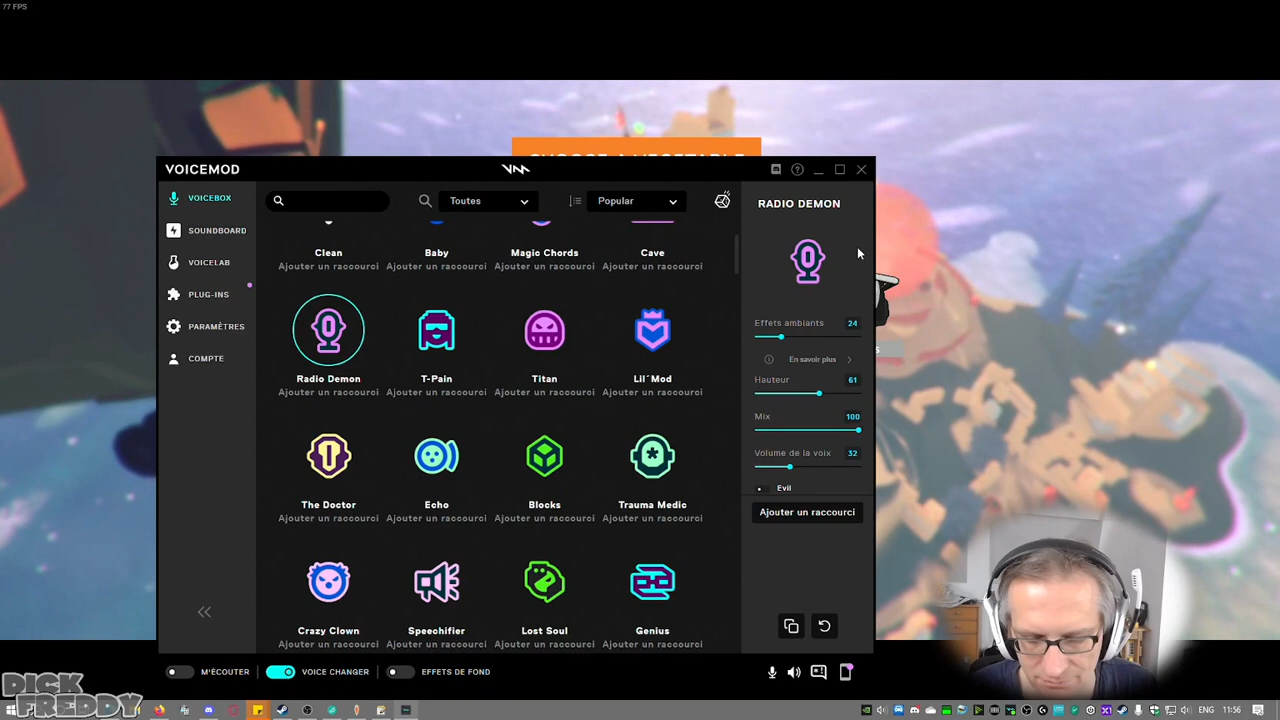 77 FPS
VOICEMOD
VOICEBOX
SOUNDBOARD
VOICELAB
PLUG-INS
PARAMÈTRES
COMPTE
Toutes
Popular
Clean
Baby
Magic Chords
Cave
Ajouter un raccourci
Ajouter un raccourci
Ajouter un raccourci
Ajouter un raccourci
Radio Demon
T-Pain
Titan
Lil´Mod
Ajouter un raccourci
Ajouter un raccourci
Ajouter un raccourci
Ajouter un raccourci
The Doctor
Echo
Blocks
Trauma Medic
Ajouter un raccourci
Ajouter un raccourci
Ajouter un raccourci
Ajouter un raccourci
Crazy Clown
Speechifier
Lost Soul
Genius
Ajouter un raccourci
Ajouter un raccourci
Ajouter un raccourci
Ajouter un raccourci
RADIO DEMON
Effets ambiants 24
En savoir plus
Hauteur 61
Mix 100
Volume de la voix 32
Evil
Ajouter un raccourci
M'ÉCOUTER
VOICE CHANGER
EFFETS DE FOND
DICK
FREDDY
ENG
11:56